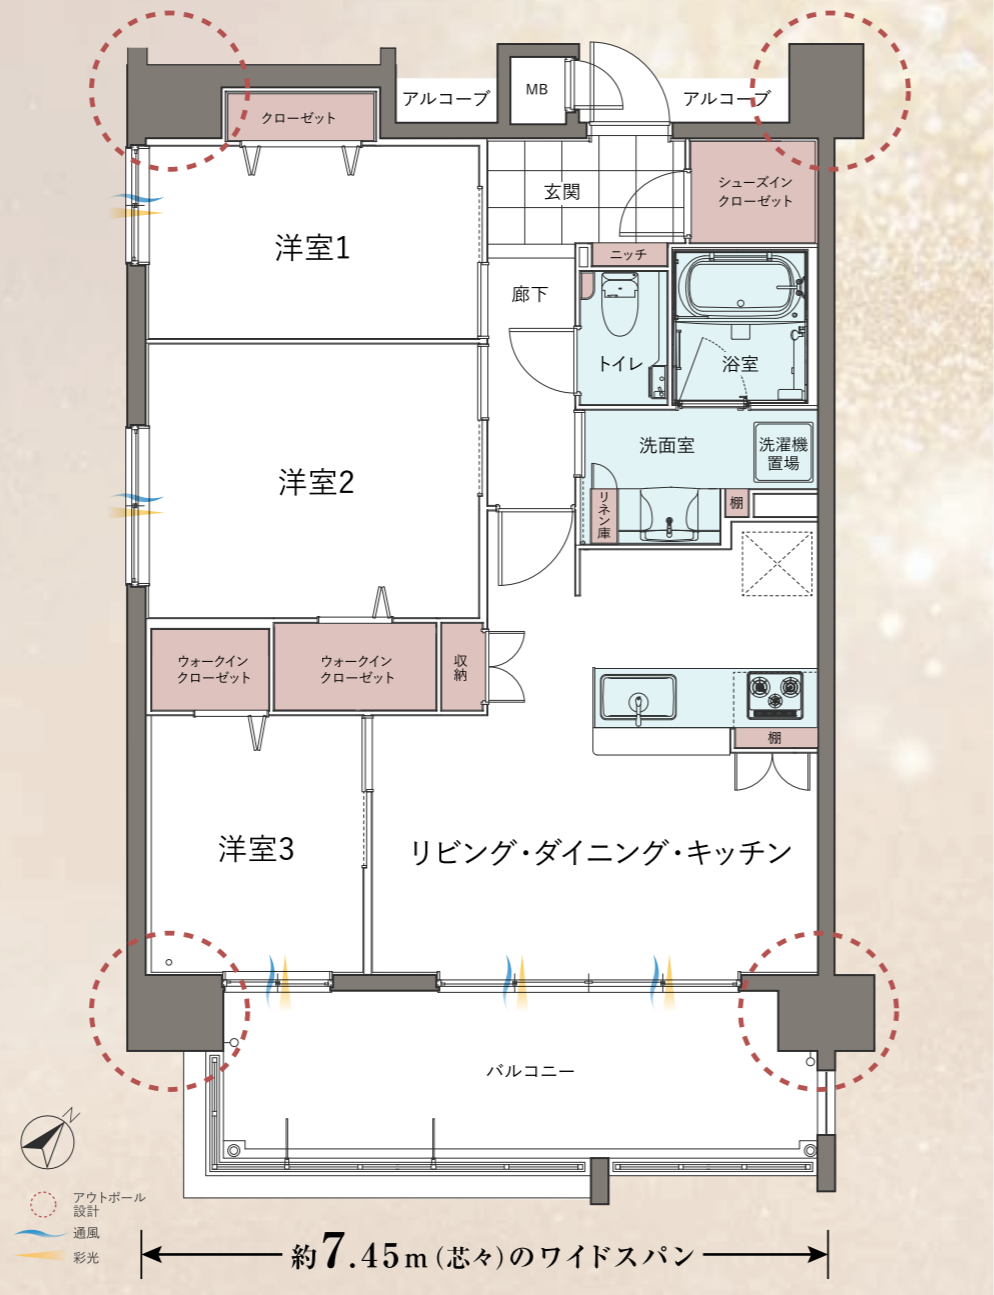 アルコーブ
MB
アルコーブ
クローゼット
シューズイン
クローゼット
玄関
洋室1
ニッチ
廊下
トイレ
浴室
洗面室
洗濯機
置場
洋室2
リネン庫
棚
ウォークイン
クローゼット
ウォークイン
クローゼット
収納
棚
洋室3
リビング・ダイニング・キッチン
バルコニー
N
アウトポール
設計
通風
彩光
約7.45m(芯々)のワイドスパン